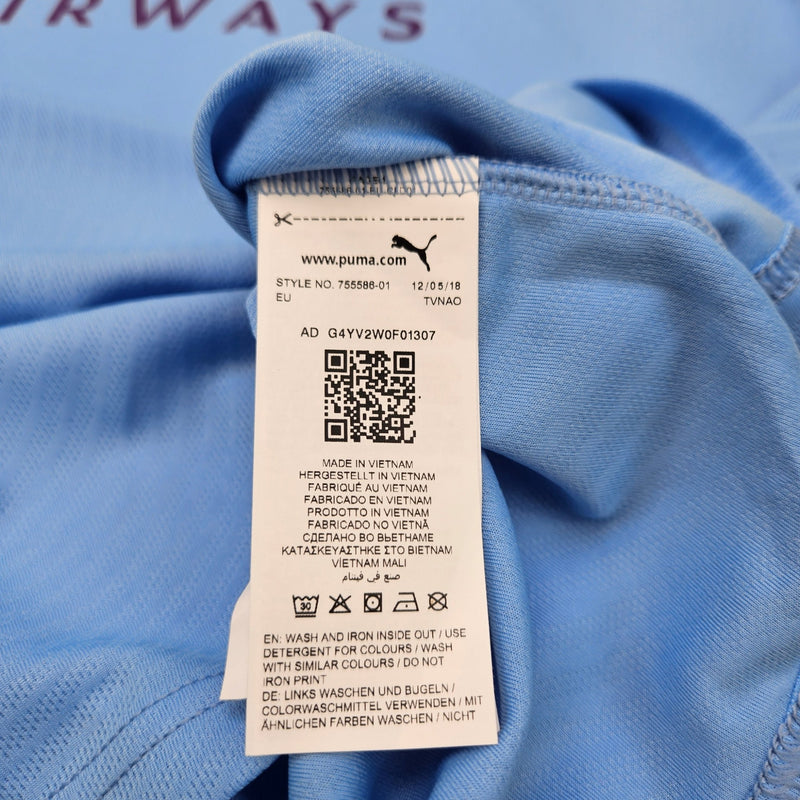 IRWAYS
www.puma.com
STYLE NO. 755586-01 12/05/18
EU TVNAO
AD G4YV2W0F01307
MADE IN VIETNAM
HERGESTELLT IN VIETNAM
FABRIQUÉ AU VIETNAM
FABRICADO EN VIETNAM
PRODOTTO IN VIETNAM
FABRICADO NO VIETNÃ
СДЕЛАНО ВО ВЬЕТНАМЕ
ΚΑΤΑΣΚΕΥΑΣΤΗΚΕ ΣΤΟ ΒΙΕΤΝΑΜ
VİETNAM MALI
صنع في فيتنام
30
EN: WASH AND IRON INSIDE OUT / USE
DETERGENT FOR COLOURS / WASH
WITH SIMILAR COLOURS / DO NOT
IRON PRINT
DE: LINKS WASCHEN UND BUGELN /
COLORWASCHMITTEL VERWENDEN / MIT
ÄHNLICHEN FARBEN WASCHEN / NICHT